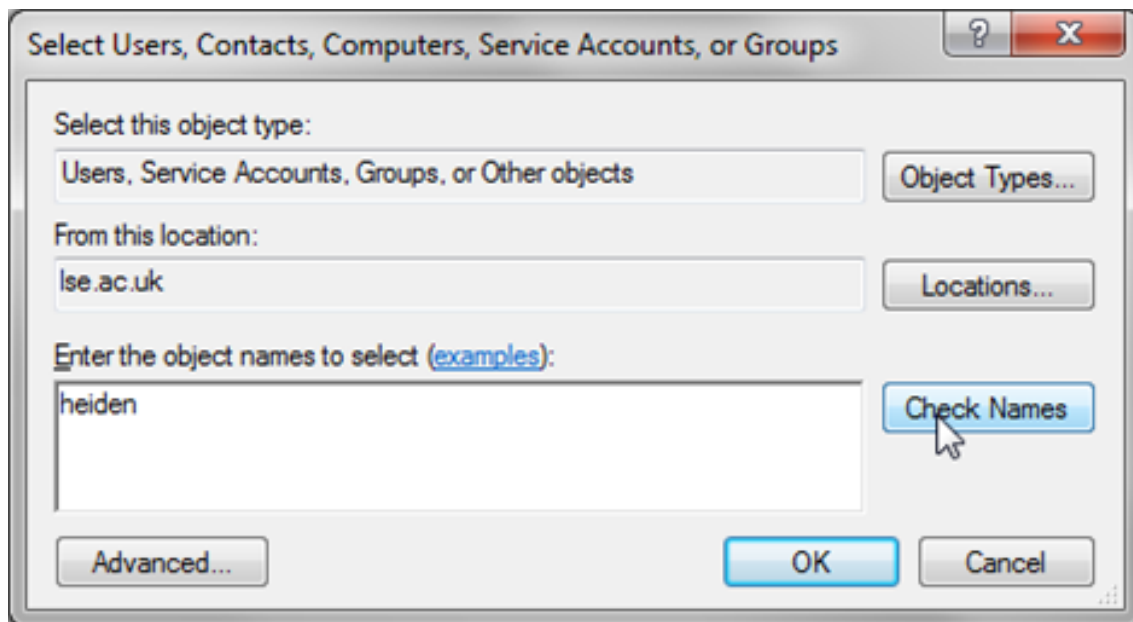 Select Users, Contacts, Computers, Service Accounts, or Groups
Select this object type:
Users, Service Accounts, Groups, or Other objects
Object Types...
From this location:
lse.ac.uk
Locations...
Enter the object names to select (examples):
heiden
Check Names
Advanced...
OK
Cancel